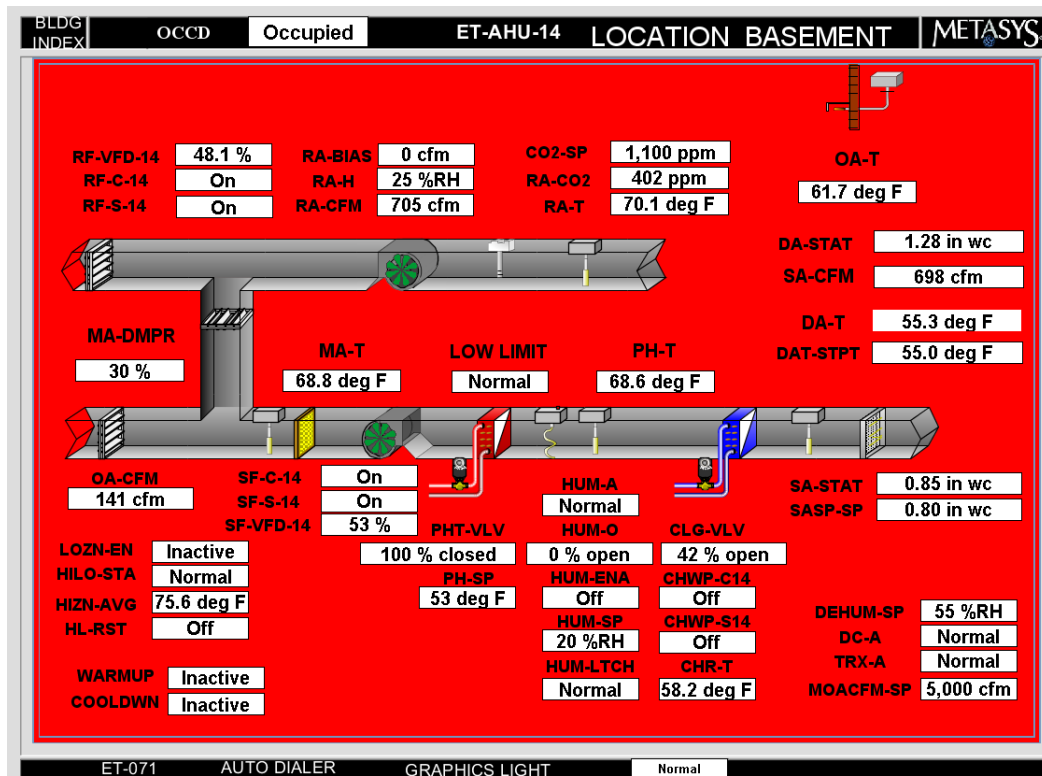 BLDG INDEX OCCD Occupied ET-AHU-14 LOCATION BASEMENT METASYS
RF-VFD-14 48.1 % RA-BIAS 0 cfm CO2-SP 1,100 ppm OA-T
RF-C-14 On RA-H 25 %RH RA-CO2 402 ppm 61.7 deg F
RF-S-14 On RA-CFM 705 cfm RA-T 70.1 deg F
DA-STAT 1.28 in wc
SA-CFM 698 cfm
DA-T 55.3 deg F
DAT-STPT 55.0 deg F
MA-DMPR MA-T LOW LIMIT PH-T
30 % 68.8 deg F Normal 68.6 deg F
OA-CFM SF-C-14 On HUM-A SA-STAT 0.85 in wc
141 cfm SF-S-14 On Normal SASP-SP 0.80 in wc
SF-VFD-14 53 % PHT-VLV HUM-O CLG-VLV
LOZN-EN Inactive 100 % closed 0 % open 42 % open
HILO-STA Normal PH-SP HUM-ENA CHWP-C14
HIZN-AVG 75.6 deg F 53 deg F Off Off DEHUM-SP 55 %RH
HL-RST Off HUM-SP CHWP-S14 DC-A Normal
20 %RH Off
WARMUP Inactive HUM-LTCH CHR-T TRX-A Normal
COOLDWN Inactive Normal 58.2 deg F MOACFM-SP 5,000 cfm
ET-071 AUTO DIALER GRAPHICS LIGHT Normal